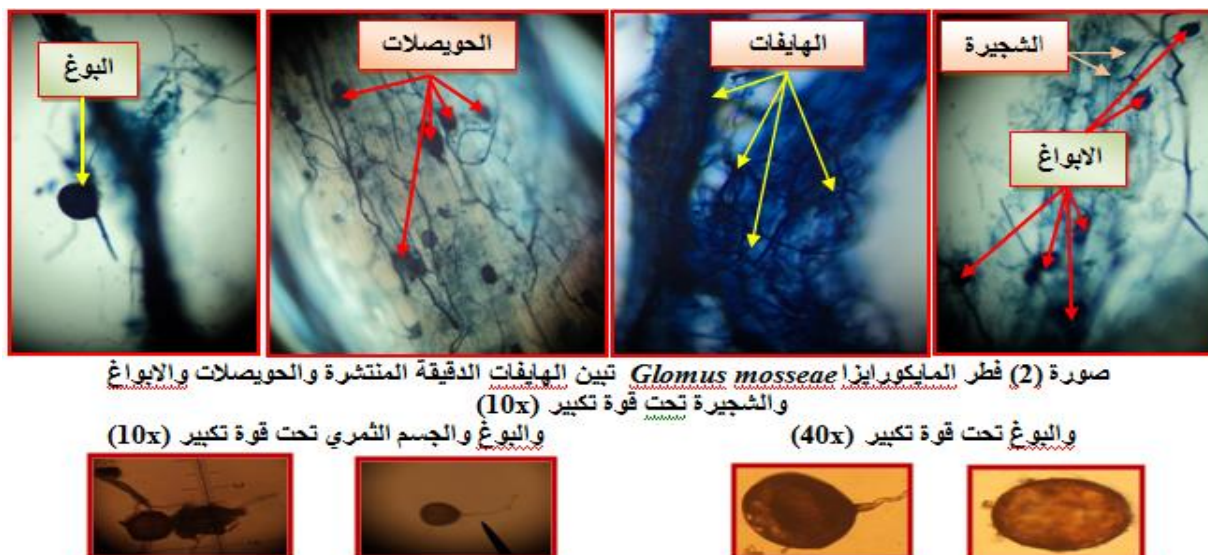 البوغ
الحويصلات
الهايفات
الشجيرة
الابواغ
صورة (2) فطر المايكورايزا Glomus mosseae تبين الهايفات الدقيقة المنتشرة والحويصلات والابواغ
والشجيرة تحت قوة تكبير (10x)
والبوغ والجسم الثمري تحت قوة تكبير (10x)
والبوغ تحت قوة تكبير (40x)